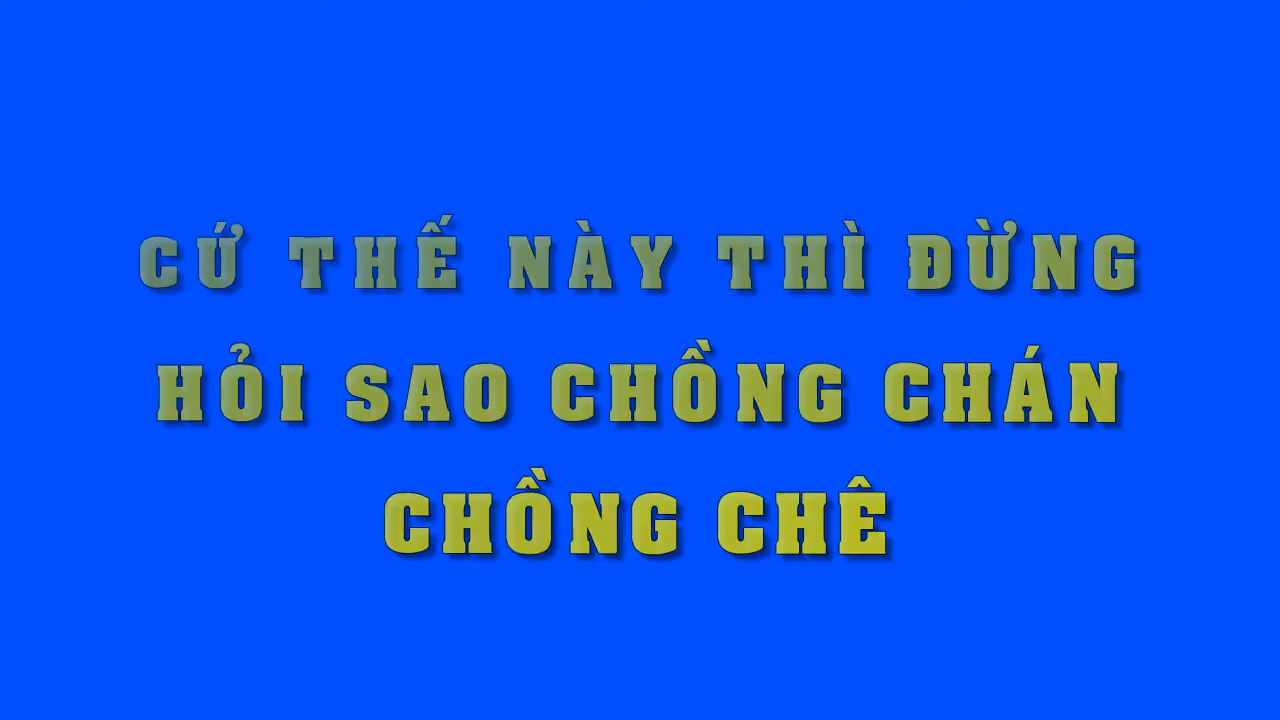 CỨ THẾ NÀY THÌ ĐỪNG
HỎI SAO CHỒNG CHÁN
CHỒNG CHÊ